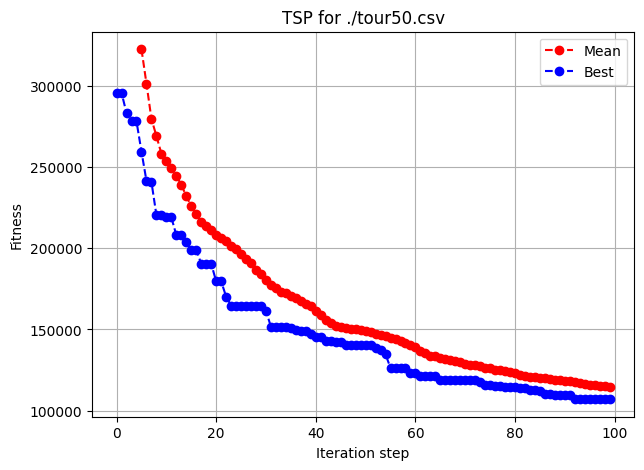 TSP for ./tour50.csv
Mean
Best
Fitness
300000
250000
200000
150000
100000
0 20 40 60 80 100
Iteration step